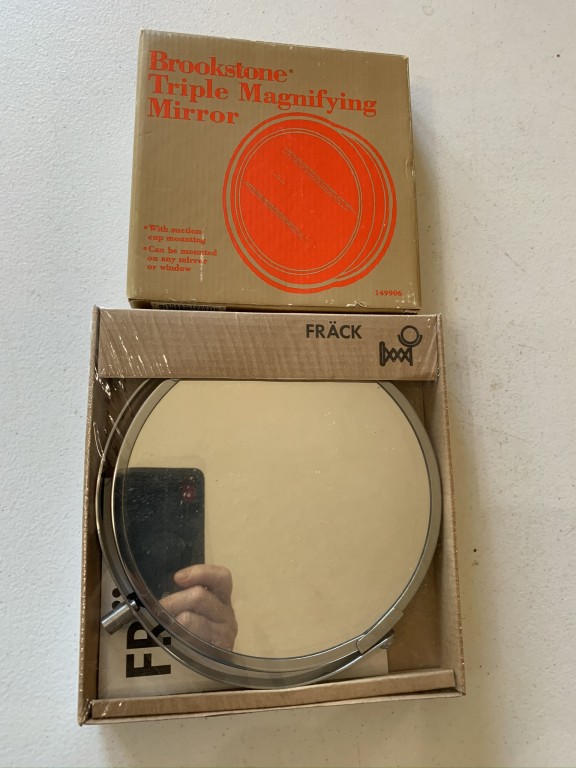 Brookstone
Triple Magnifying
Mirror
• With suction
cup mounting
• Can be mounted
on any mirror
or window
149906
FRÄCK